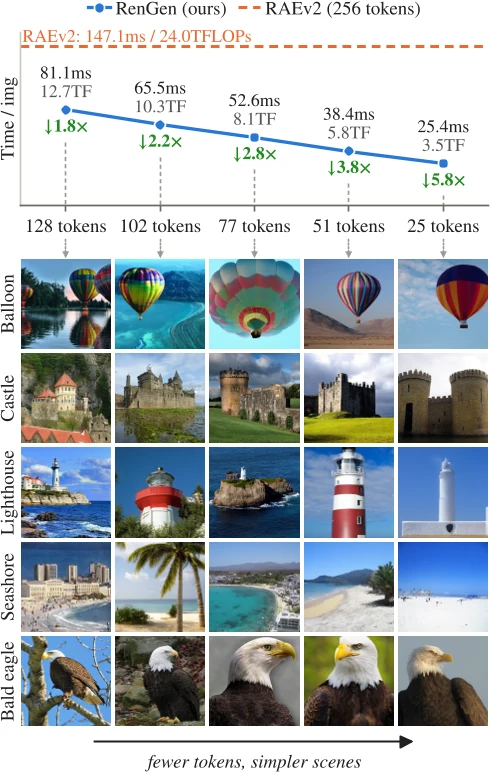 RenGen (ours) RAEv2 (256 tokens)
RAEv2: 147.1ms / 24.0TFLOPs
Time / img
81.1ms
12.7TF
↓1.8×
65.5ms
10.3TF
↓2.2×
52.6ms
8.1TF
↓2.8×
38.4ms
5.8TF
↓3.8×
25.4ms
3.5TF
↓5.8×
128 tokens 102 tokens 77 tokens 51 tokens 25 tokens
Balloon
Castle
Lighthouse
Seashore
Bald eagle
fewer tokens, simpler scenes